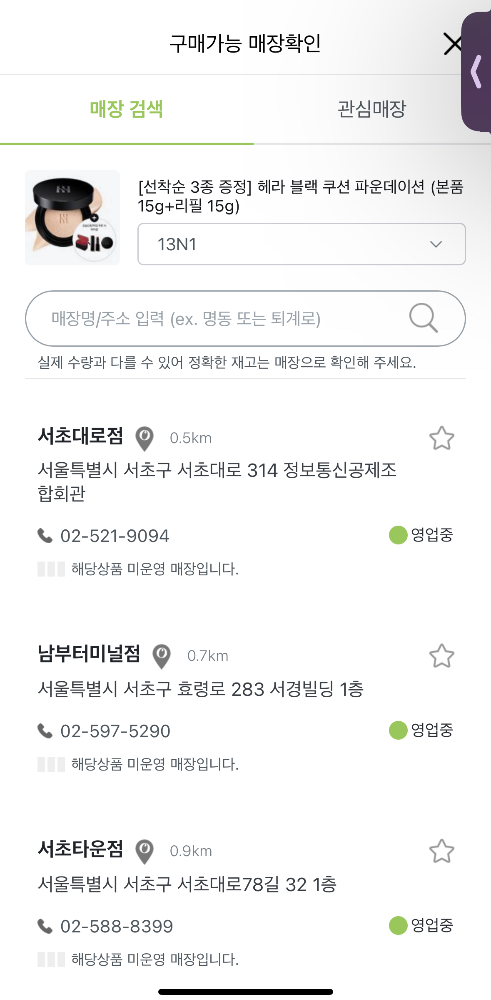 구매가능 매장확인
매장 검색
관심매장
[선착순 3종 증정] 헤라 블랙 쿠션 파운데이션 (본품
15g+리필 15g)
13N1
매장명/주소 입력 (ex. 명동 또는 퇴계로)
실제 수량과 다를 수 있어 정확한 재고는 매장으로 확인해 주세요.
서초대로점 0.5km
서울특별시 서초구 서초대로 314 정보통신공제조
합회관
02-521-9094 영업중
해당상품 미운영 매장입니다.
남부터미널점 0.7km
서울특별시 서초구 효령로 283 서경빌딩 1층
02-597-5290 영업중
해당상품 미운영 매장입니다.
서초타운점 0.9km
서울특별시 서초구 서초대로78길 32 1층
02-588-8399 영업중
해당상품 미운영 매장입니다.